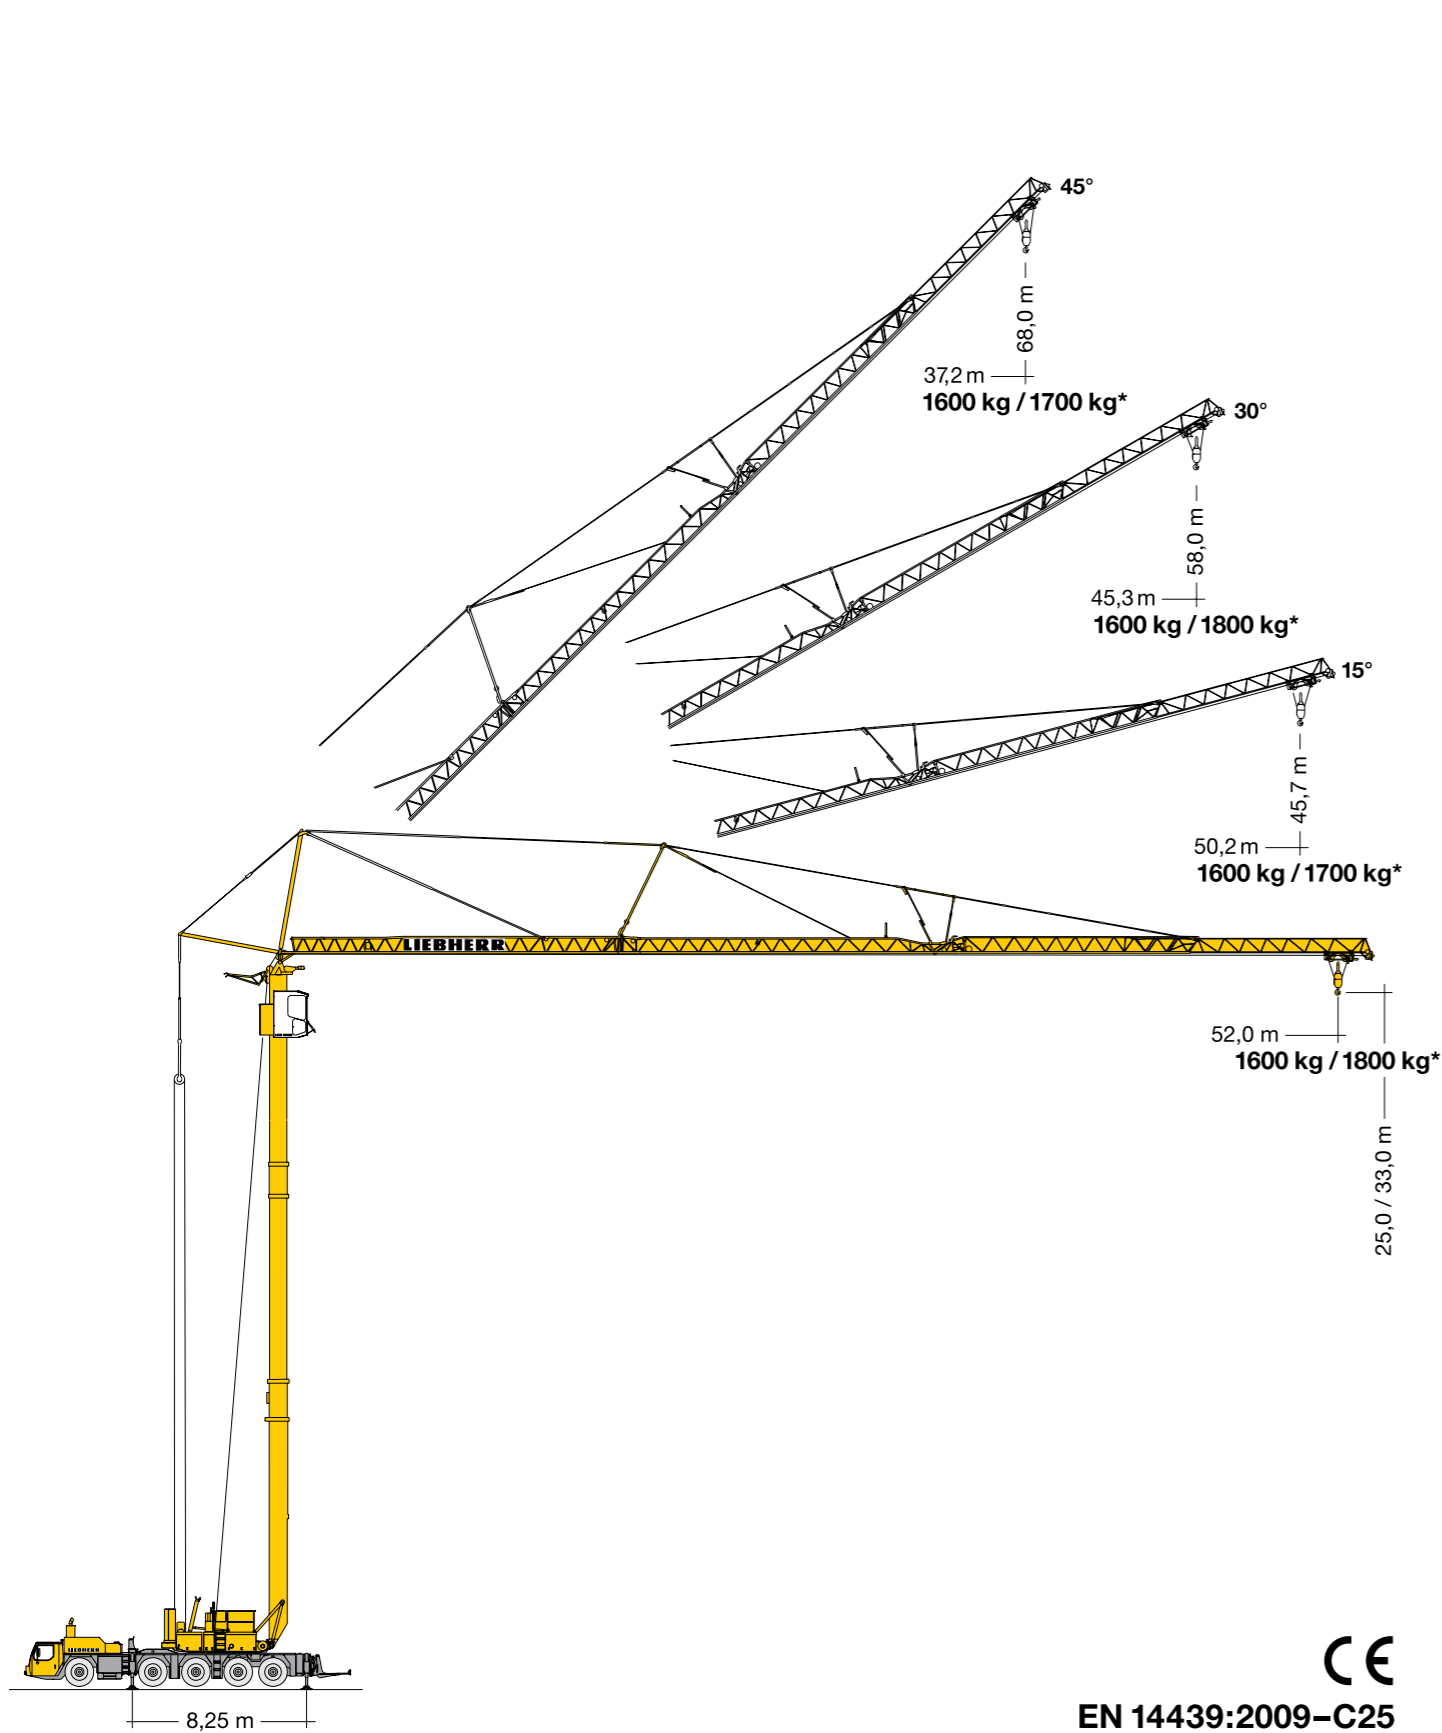 45°
68,0 m
37,2 m
1600 kg / 1700 kg*
30°
58,0 m
45,3 m
1600 kg / 1800 kg*
15°
45,7 m
50,2 m
1600 kg / 1700 kg*
LIEBHERR
52,0 m
1600 kg / 1800 kg*
25,0 / 33,0 m
LIEBHERR
8,25 m
CE
EN 14439:2009–C25